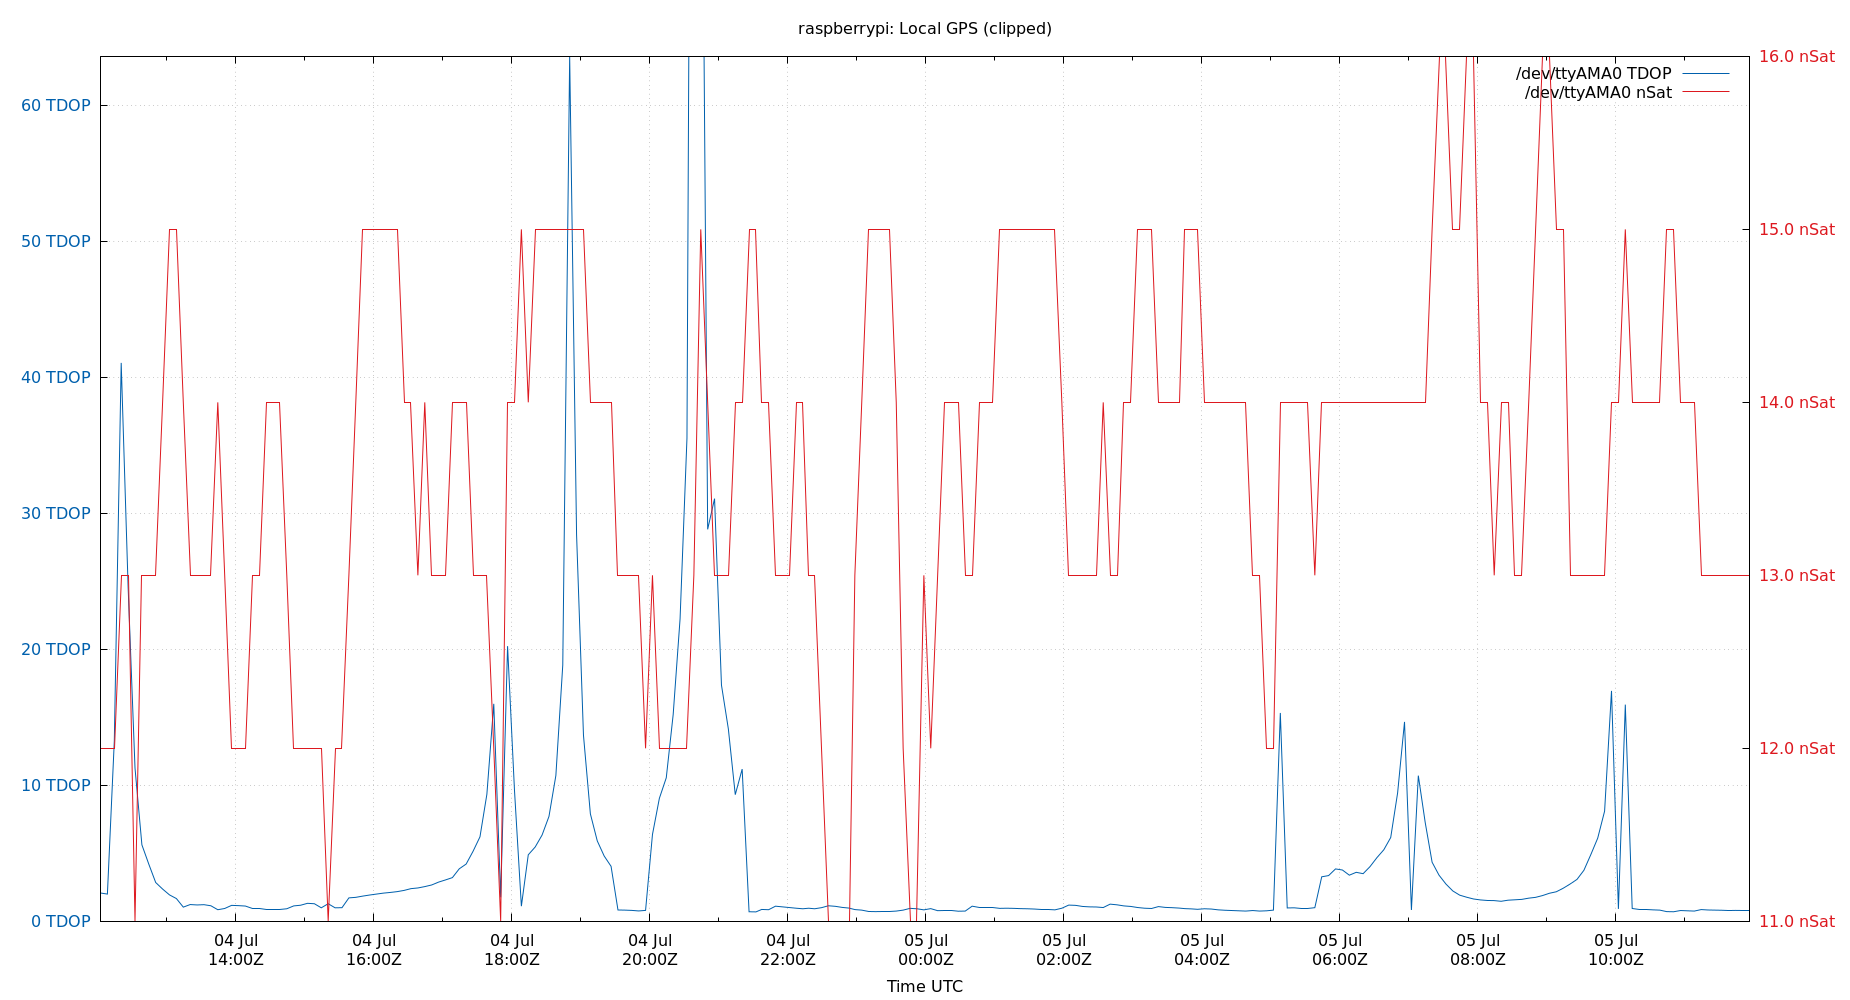 raspberrypi: Local GPS (clipped)
16.0 nSat
/dev/ttyAMA0 TDOP
/dev/ttyAMA0 nSat
60 TDOP
50 TDOP
15.0 nSat
40 TDOP
14.0 nSat
30 TDOP
13.0 nSat
20 TDOP
12.0 nSat
10 TDOP
0 TDOP
11.0 nSat
04 Jul 04 Jul 04 Jul 04 Jul 04 Jul 05 Jul 05 Jul 05 Jul 05 Jul 05 Jul 05 Jul
14:00Z 16:00Z 18:00Z 20:00Z 22:00Z 00:00Z 02:00Z 04:00Z 06:00Z 08:00Z 10:00Z
Time UTC